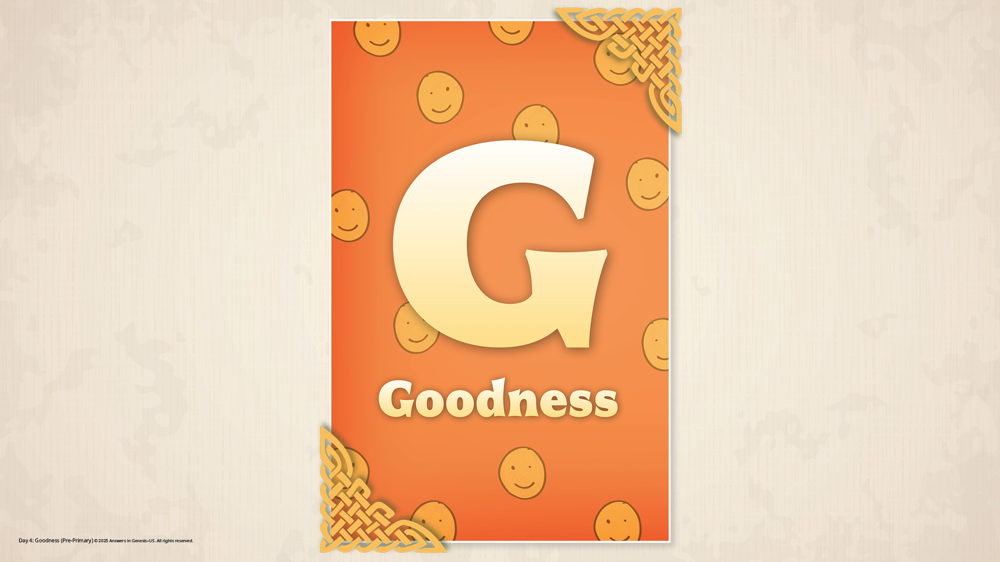 G
Goodness
Day 4: Goodness (Pre-Primary) © 2025 Answers in Genesis–US. All rights reserved.